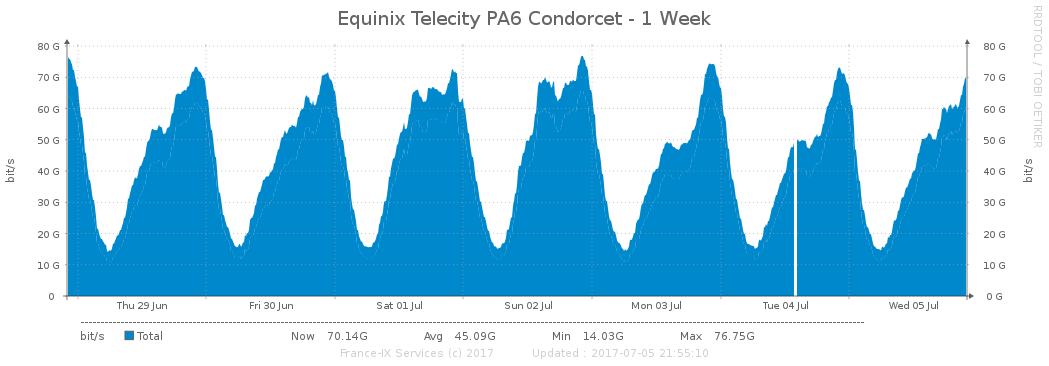 Equinix Telecity PA6 Condorcet - 1 Week
RRDTOOL / TOBI OETIKER
bit/s
80 G
70 G
60 G
50 G
40 G
30 G
20 G
10 G
0
80 G
70 G
60 G
50 G
40 G
30 G
20 G
10 G
0 G
bit/s
Thu 29 Jun Fri 30 Jun Sat 01 Jul Sun 02 Jul Mon 03 Jul Tue 04 Jul Wed 05 Jul
bit/s Total Now 70.14G Avg 45.09G Min 14.03G Max 76.75G
France-IX Services (c) 2017 Updated : 2017-07-05 21:55:10